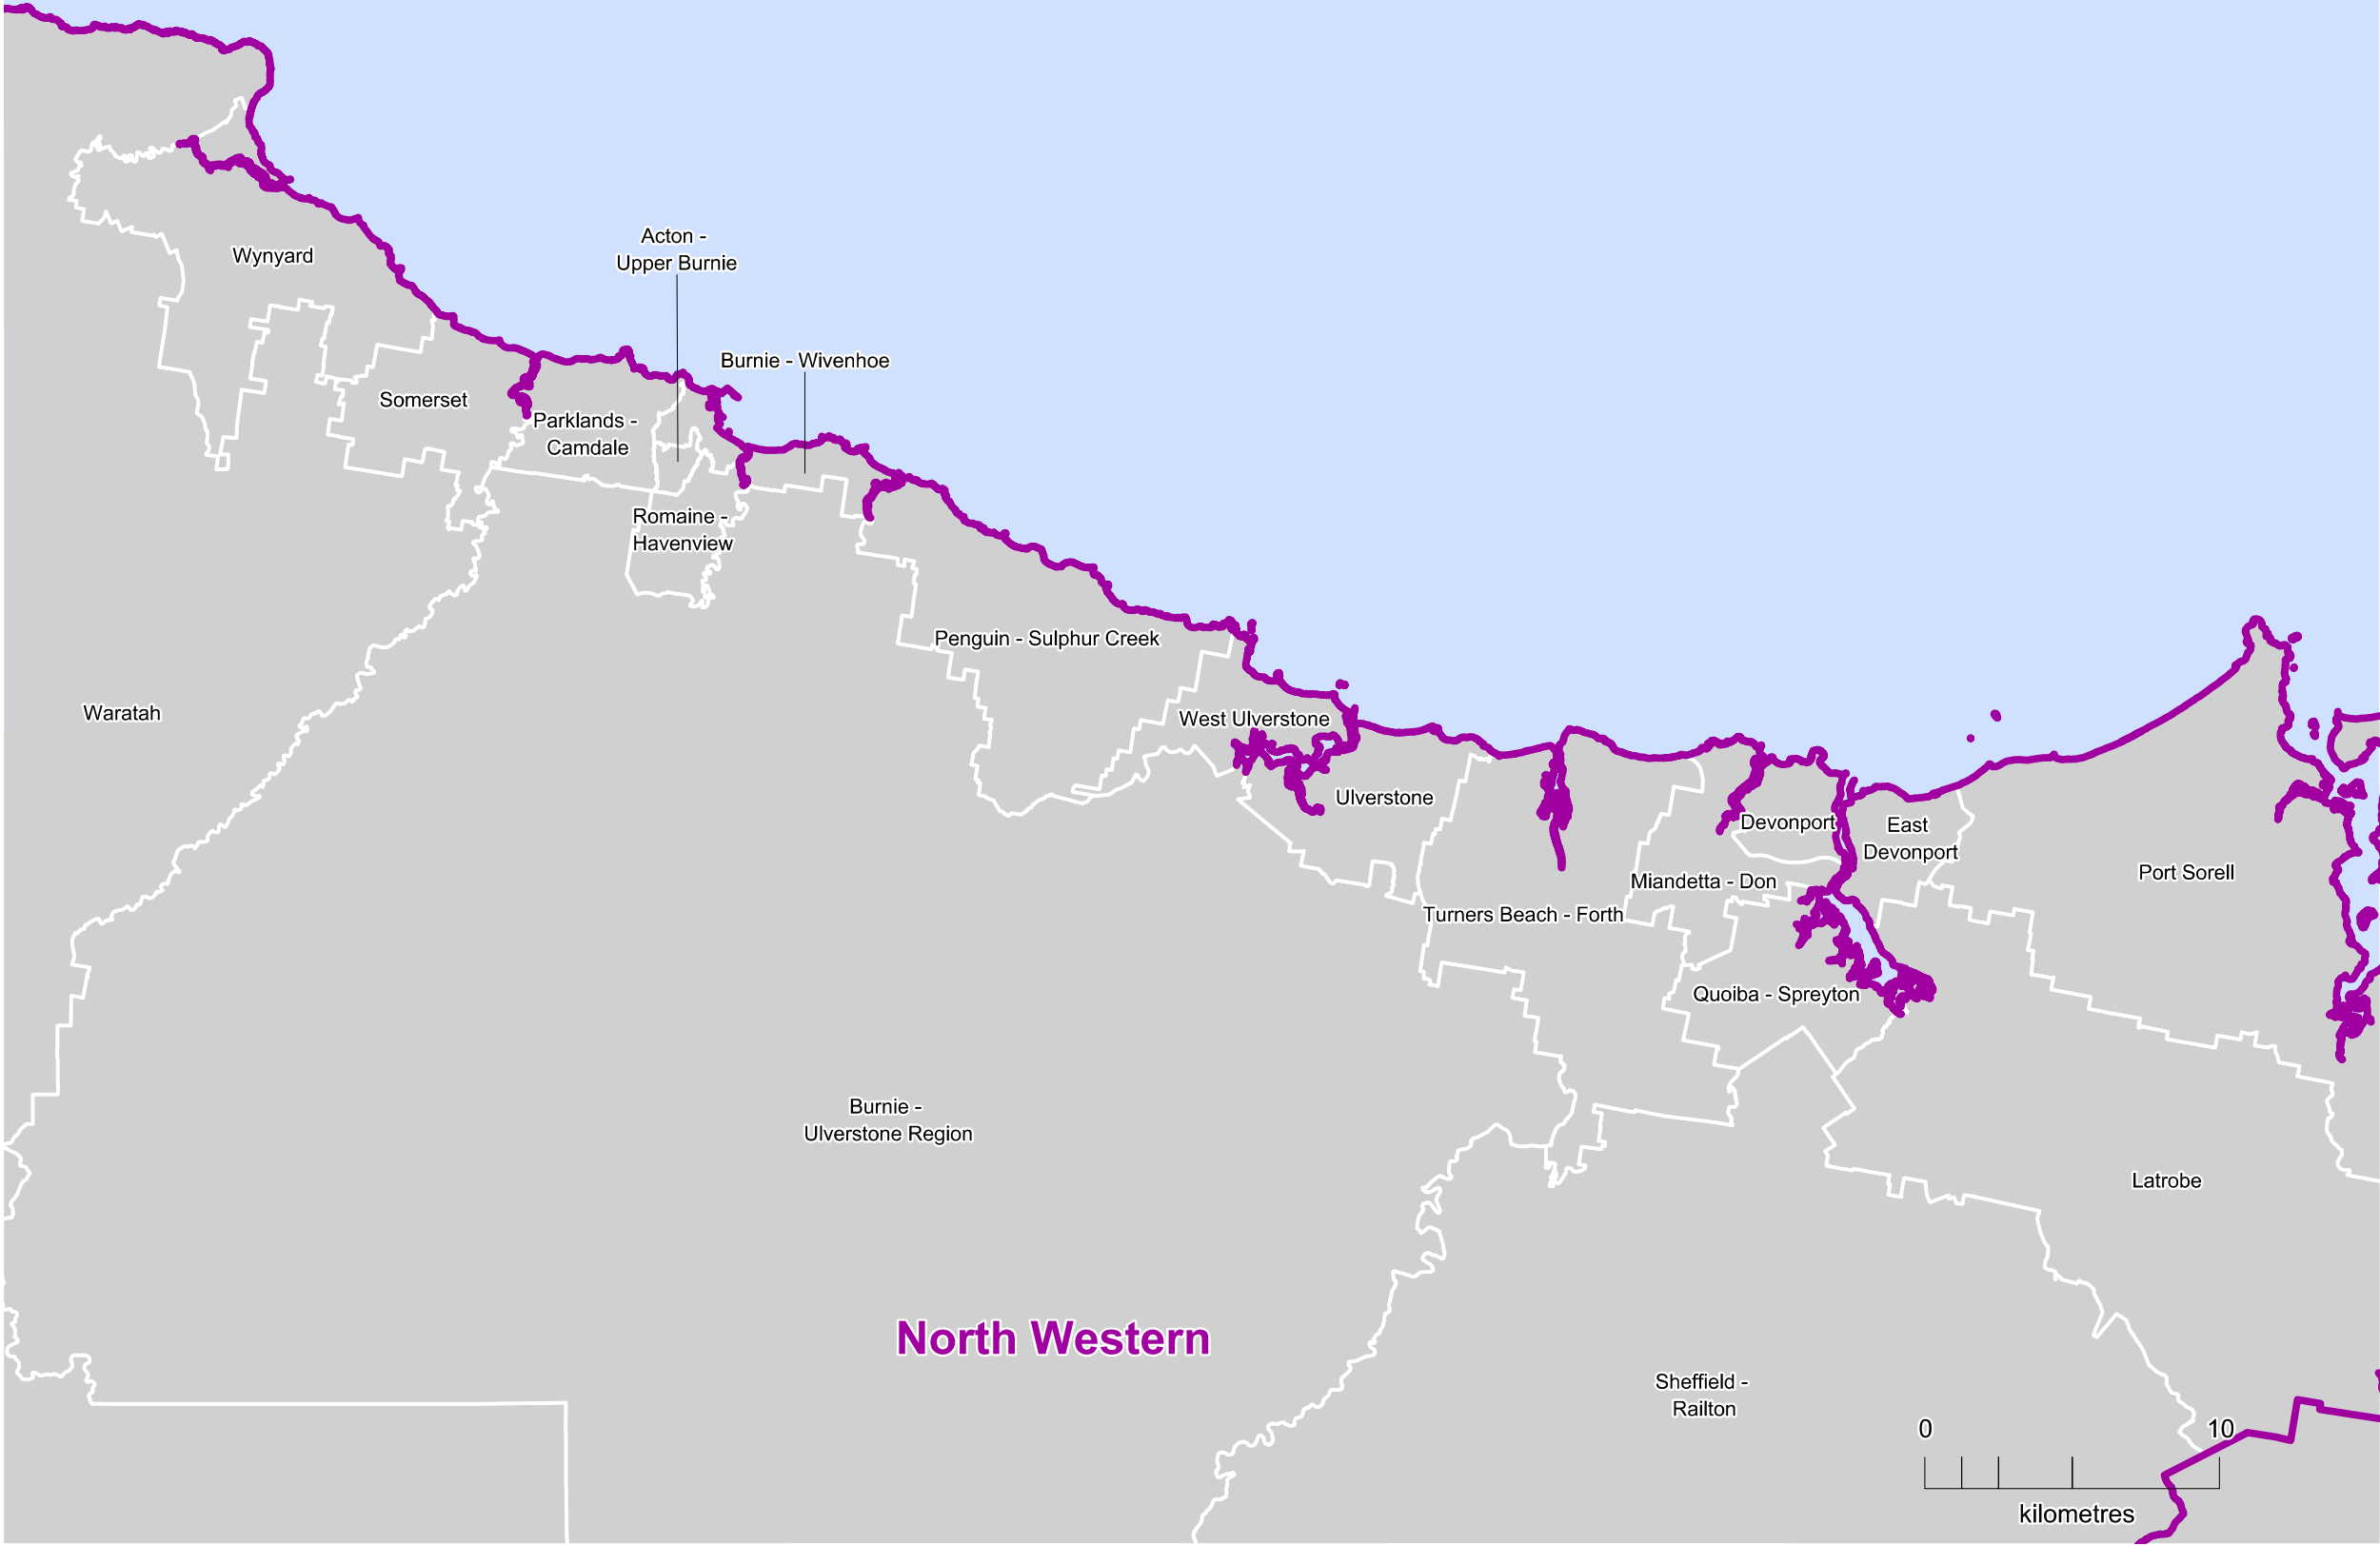 Acton -
Upper Burnie
Wynyard
Burnie - Wivenhoe
Somerset
Parklands -
Camdale
Romaine -
Havenview
Penguin - Sulphur Creek
Waratah
West Ulverstone
Ulverstone
Devonport
East
Devonport
Port Sorell
Miandetta - Don
Turners Beach - Forth
Quoiba - Spreyton
Burnie -
Ulverstone Region
Latrobe
North Western
Sheffield -
Railton
0 10
kilometres